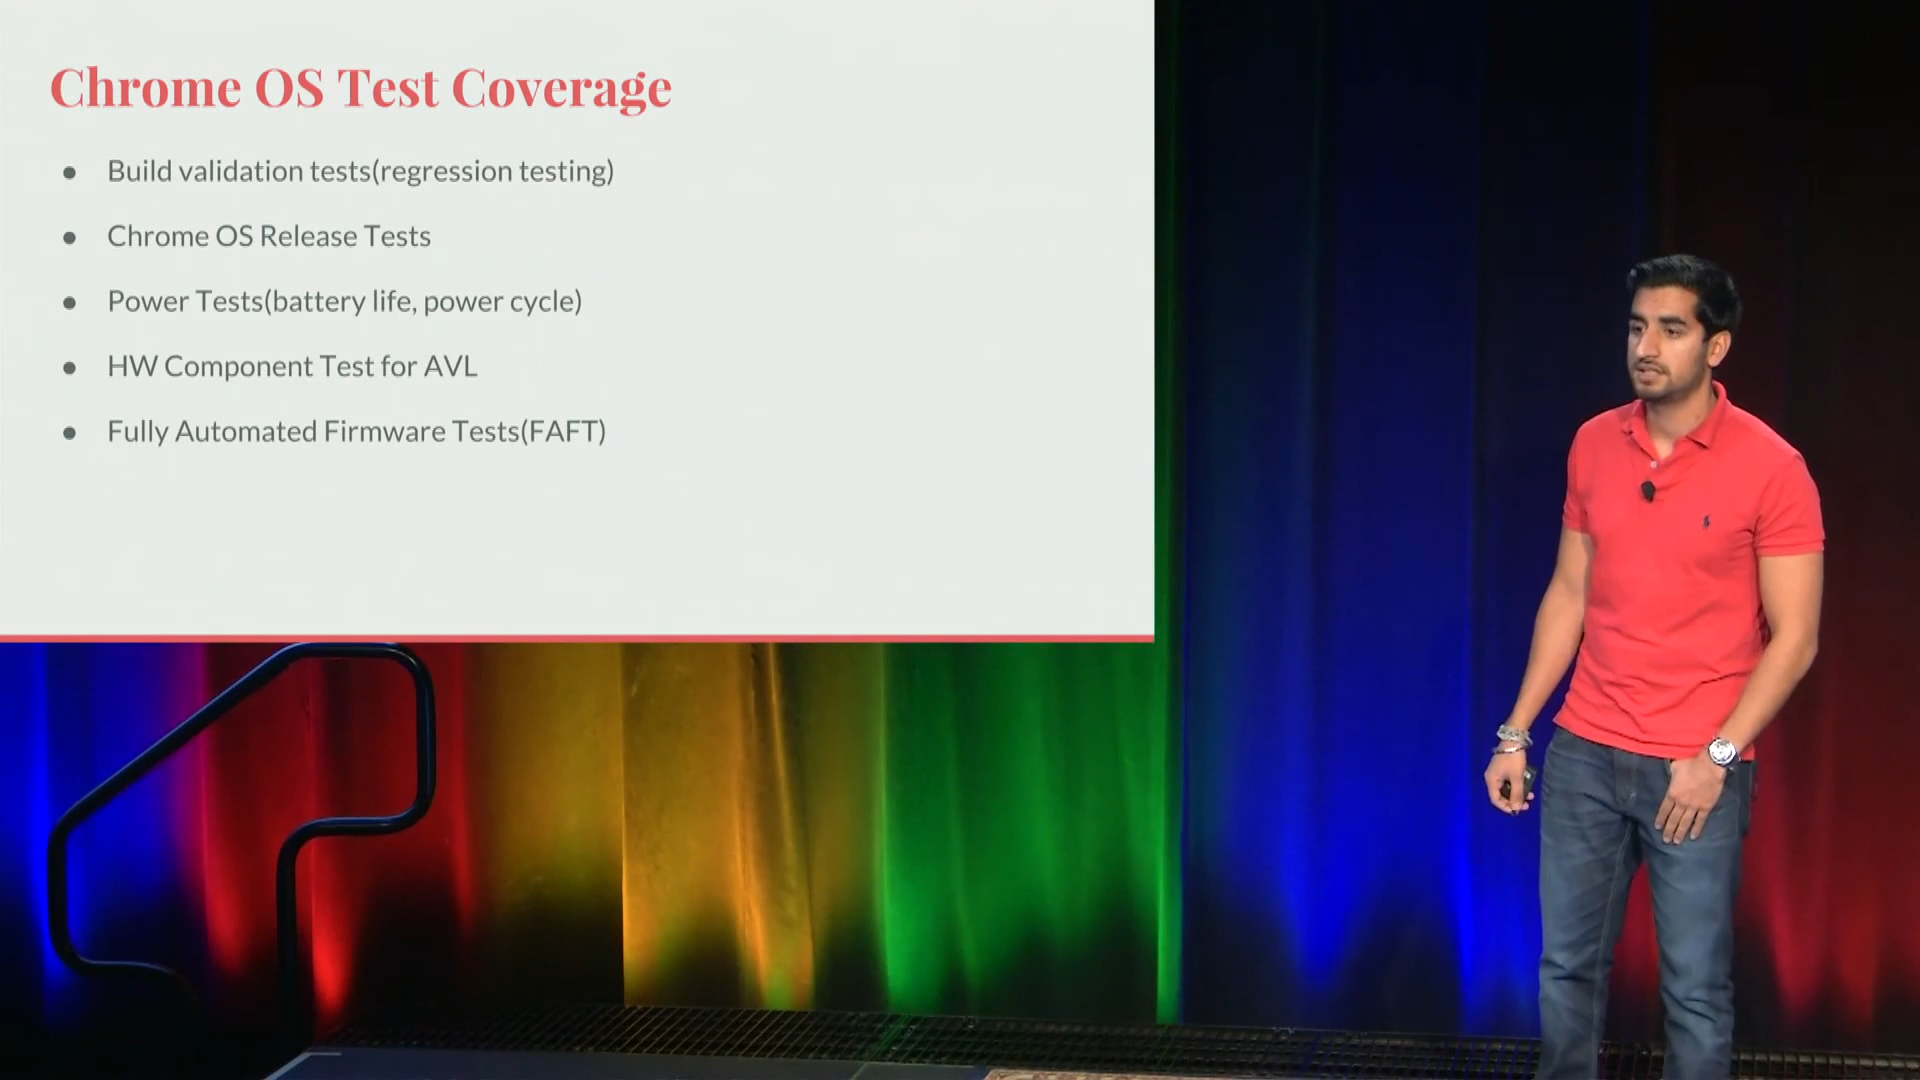 Chrome OS Test Coverage
Build validation tests(regression testing)
Chrome OS Release Tests
Power Tests(battery life, power cycle)
HW Component Test for AVL
Fully Automated Firmware Tests(FAFT)